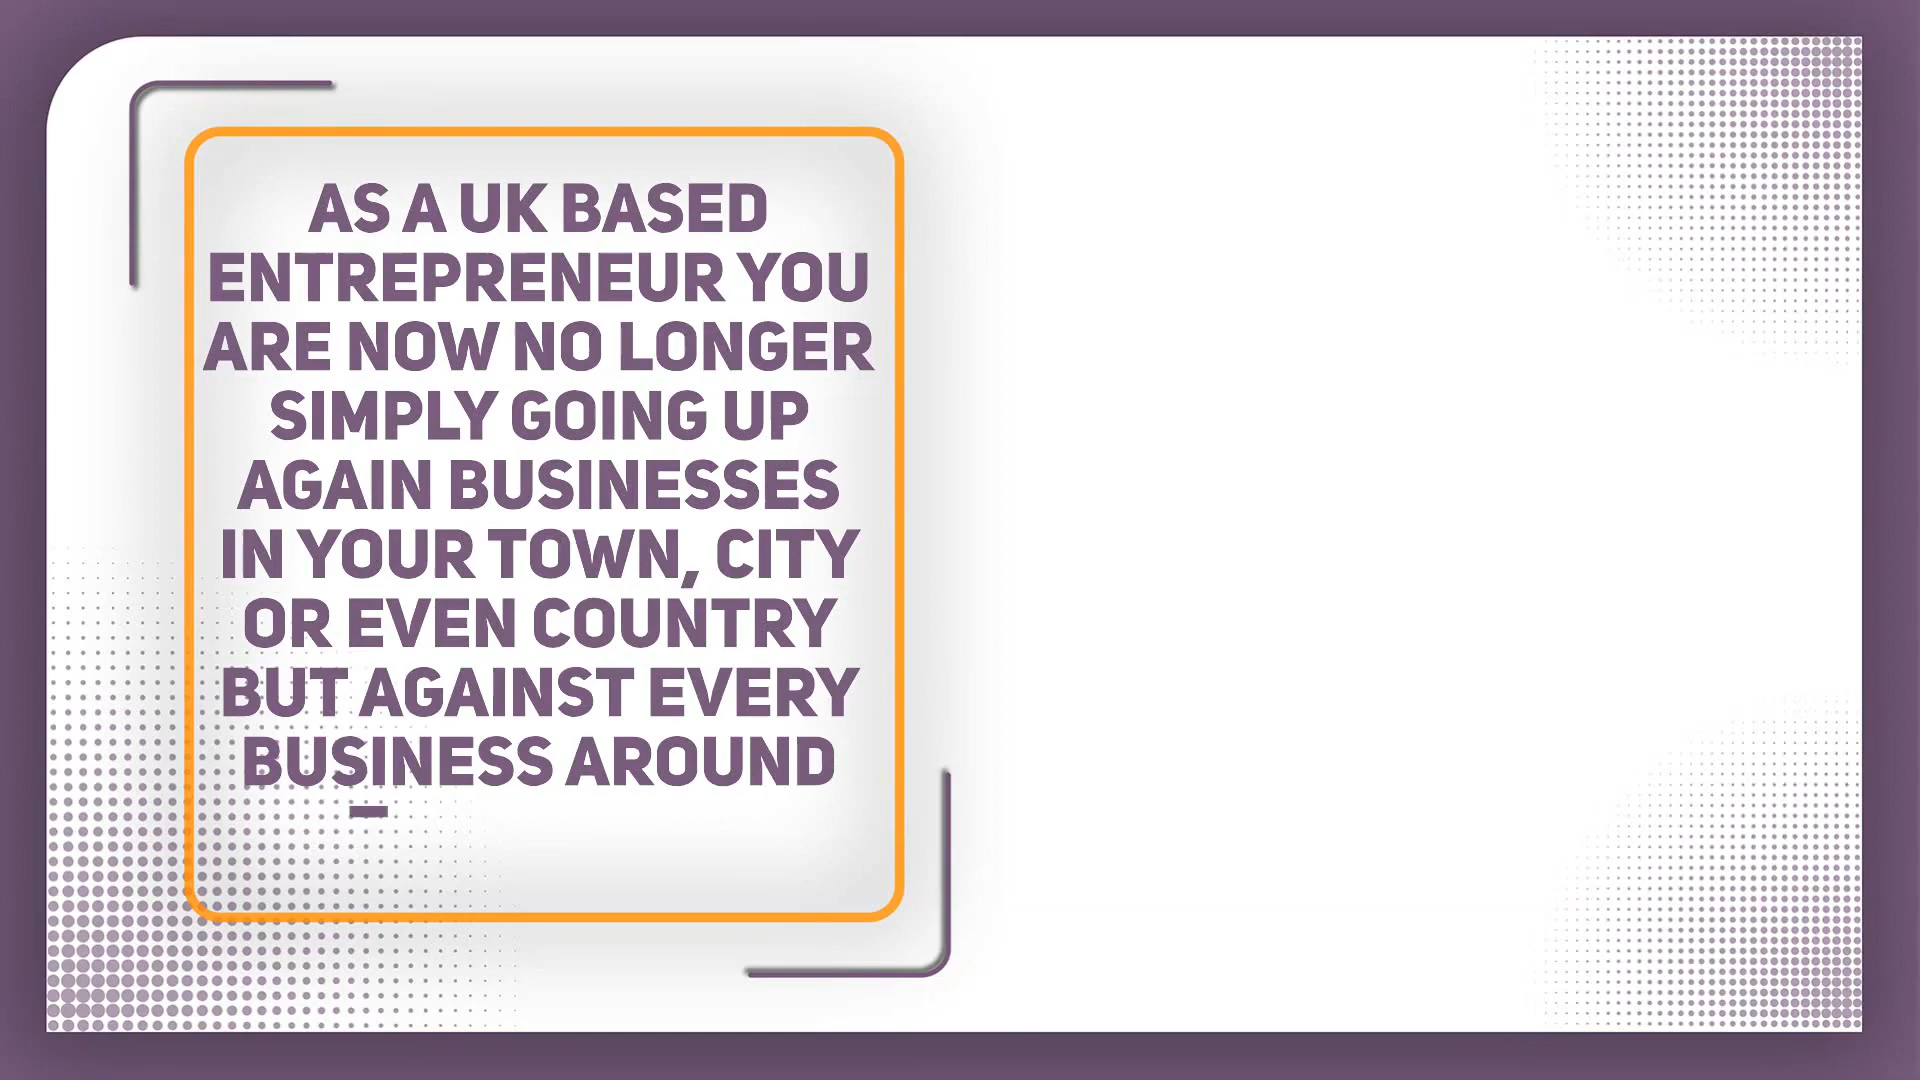 AS A UK BASED
ENTREPRENEUR YOU
ARE NOW NO LONGER
SIMPLY GOING UP
AGAIN BUSINESSES
IN YOUR TOWN, CITY
OR EVEN COUNTRY
BUT AGAINST EVERY
BUSINESS AROUND